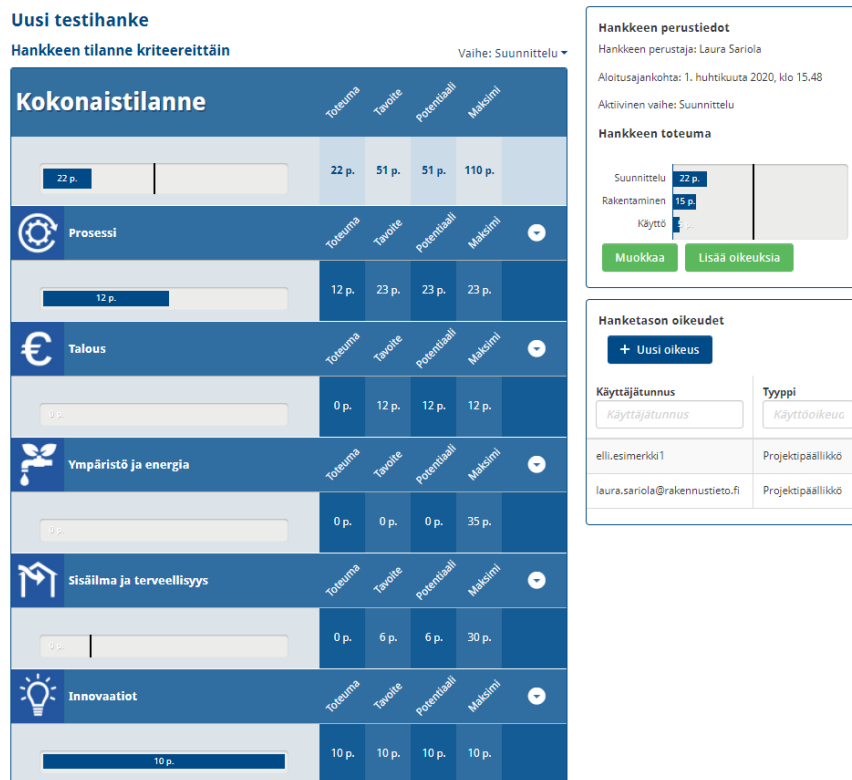 Uusi testihanke
Hankkeen tilanne kriteereittäin
Vaihe: Suunnittelu
Kokonaistilanne
Toteuma Tavoite Potentiaali Maksimi
22 p.
22 p. 51 p. 51 p. 110 p.
Prosessi
Toteuma Tavoite Potentiaali Maksimi
12 p.
12 p. 23 p. 23 p. 23 p.
Talous
Toteuma Tavoite Potentiaali Maksimi
0 p.
0 p. 12 p. 12 p. 12 p.
Ympäristö ja energia
Toteuma Tavoite Potentiaali Maksimi
0 p.
0 p. 0 p. 0 p. 35 p.
Sisäilma ja terveellisyys
Toteuma Tavoite Potentiaali Maksimi
0 p.
0 p. 6 p. 6 p. 30 p.
Innovaatiot
Toteuma Tavoite Potentiaali Maksimi
10 p.
10 p. 10 p. 10 p. 10 p.
Hankkeen perustiedot
Hankkeen perustaja: Laura Sariola
Aloitusajankohta: 1. huhtikuuta 2020, klo 15.48
Aktiivinen vaihe: Suunnittelu
Hankkeen toteuma
Suunnittelu 22 p.
Rakentaminen 15 p.
Käyttö
Muokkaa Lisää oikeuksia
Hanketason oikeudet
+ Uusi oikeus
Käyttäjätunnus Tyyppi
Käyttäjätunnus Käyttöoikeu
elli.esimerkki1 Projektipäällikkö
laura.sariola@rakennustieto.fi Projektipäällikkö